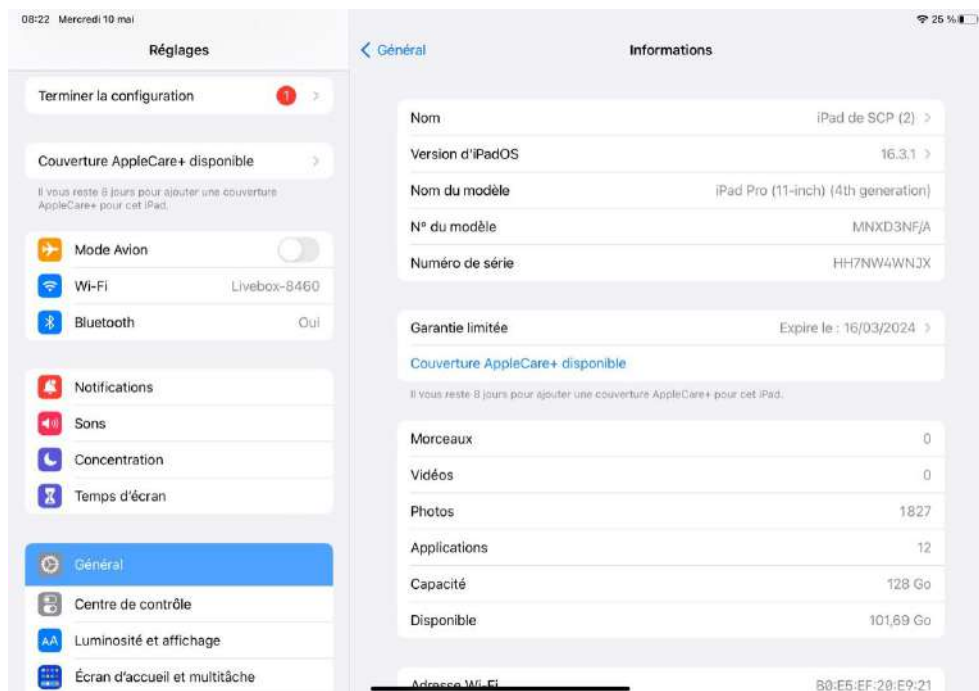 08:22 Mercredi 10 mai
25 %
Réglages
Terminer la configuration 1
Couverture AppleCare+ disponible
Il vous reste 8 jours pour ajouter une couverture
AppleCare+ pour cet iPad.
Mode Avion
Wi-Fi Livebox-8460
Bluetooth Oui
Notifications
Sons
Concentration
Temps d'écran
Général
Centre de contrôle
AA Luminosité et affichage
Écran d'accueil et multitâche
Général
Informations
Nom iPad de SCP (2)
Version d'iPadOS 16.3.1
Nom du modèle iPad Pro (11-inch) (4th generation)
N° du modèle MNXD3NF/A
Numéro de série HH7NW4WNJX
Garantie limitée Expire le : 16/03/2024
Couverture AppleCare+ disponible
Il vous reste 8 jours pour ajouter une couverture AppleCare+ pour cet iPad.
Morceaux 0
Vidéos 0
Photos 1827
Applications 12
Capacité 128 Go
Disponible 101,69 Go
Adresse Wi-Fi B0:E5:EF:20:E9:21